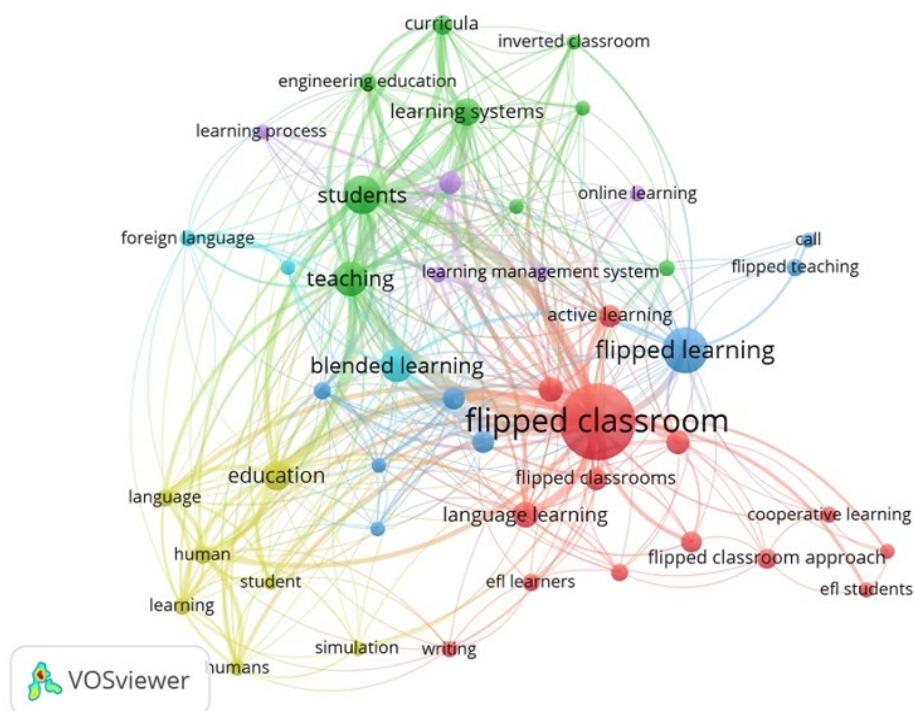 curricula
inverted classroom
engineering education
learning systems
learning process
students
online learning
foreign language
call
learning management system
flipped teaching
teaching
active learning
flipped learning
blended learning
flipped classroom
education
flipped classrooms
language
language learning
cooperative learning
human
flipped classroom approach
student
efl learners
efl students
learning
simulation
writing
humans
VOSviewer